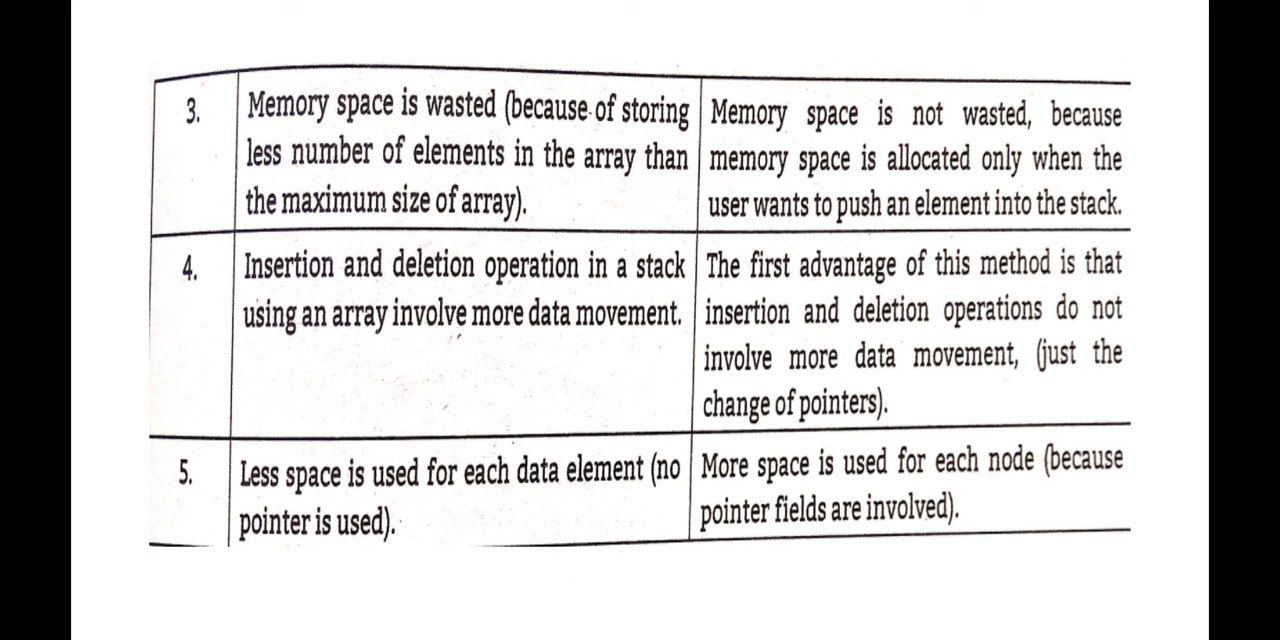 3.
Memory space is wasted (because of storing
less number of elements in the array than
the maximum size of array).
Memory space is not wasted, because
memory space is allocated only when the
user wants to push an element into the stack.
4.
Insertion and deletion operation in a stack
using an array involve more data movement.
The first advantage of this method is that
insertion and deletion operations do not
involve more data movement, (just the
change of pointers).
5.
Less space is used for each data element (no
pointer is used).
More space is used for each node (because
pointer fields are involved).